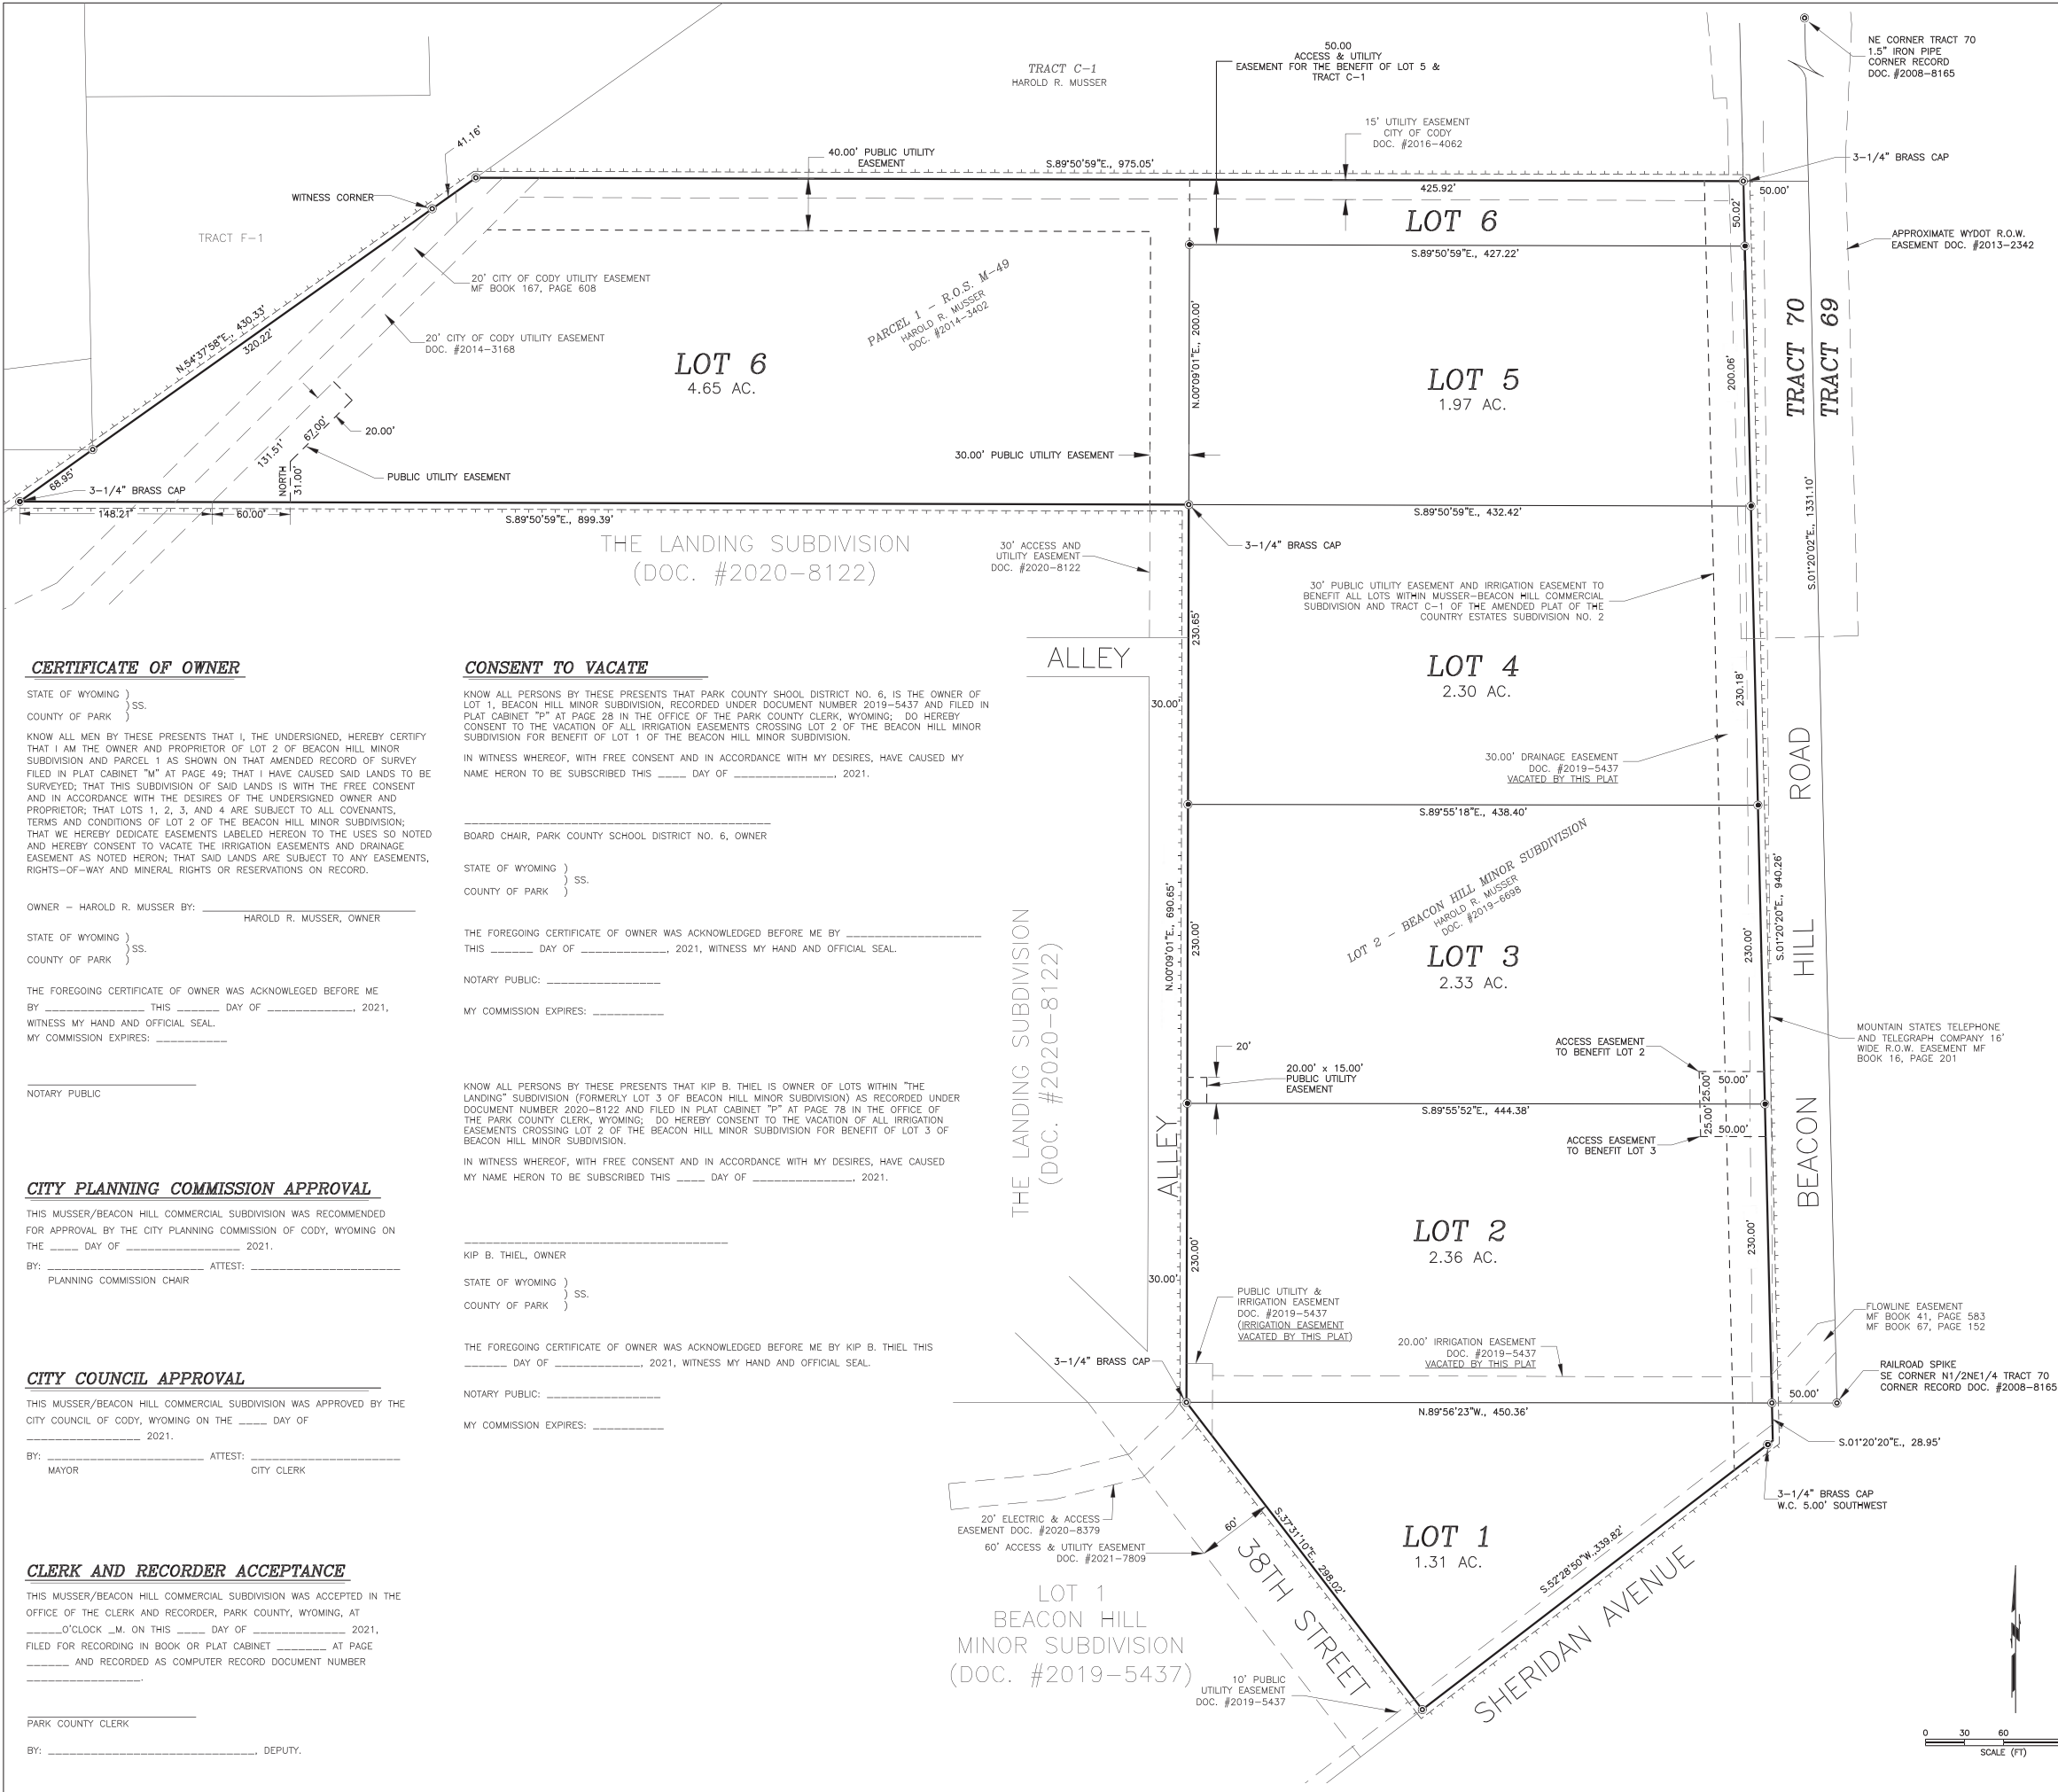 TRACT C-1
HAROLD R. MUSSER
50.00
ACCESS & UTILITY
EASEMENT FOR THE BENEFIT OF LOT 5 &
TRACT C-1
NE CORNER TRACT 70
1.5" IRON PIPE
CORNER RECORD
DOC. #2008-8165
15' UTILITY EASEMENT
CITY OF CODY
DOC. #2016-4062
41.16'
40.00' PUBLIC UTILITY
EASEMENT
S.89°50'59"E., 975.05'
3-1/4" BRASS CAP
425.92'
50.00'
WITNESS CORNER
LOT 6
50.02'
TRACT F-1
APPROXIMATE WYDOT R.O.W.
EASEMENT DOC. #2013-2342
S.89°50'59"E., 427.22'
20' CITY OF CODY UTILITY EASEMENT
MF BOOK 167, PAGE 608
PARCEL 1 - R.O.S. M-49
HAROLD R. MUSSER
DOC. #2014-3402
N.54°37'58"E., 430.33'
320.22'
20' CITY OF CODY UTILITY EASEMENT
DOC. #2014-3168
LOT 6
4.65 AC.
N.00°09'01"E., 200.00'
LOT 5
1.97 AC.
200.06'
TRACT 70
TRACT 69
67.00'
20.00'
131.51'
30.00' PUBLIC UTILITY EASEMENT
PUBLIC UTILITY EASEMENT
NORTH
31.00'
68.95'
3-1/4" BRASS CAP
148.21'
60.00'
S.89°50'59"E., 899.39'
S.89°50'59"E., 432.42'
S.01°20'02"E., 1331.10'
THE LANDING SUBDIVISION
(DOC. #2020-8122)
30' ACCESS AND
UTILITY EASEMENT
DOC. #2020-8122
3-1/4" BRASS CAP
30' PUBLIC UTILITY EASEMENT AND IRRIGATION EASEMENT TO
BENEFIT ALL LOTS WITHIN MUSSER-BEACON HILL COMMERCIAL
SUBDIVISION AND TRACT C-1 OF THE AMENDED PLAT OF THE
COUNTRY ESTATES SUBDIVISION NO. 2
230.65'
ALLEY
LOT 4
2.30 AC.
230.18'
30.00'
30.00' DRAINAGE EASEMENT
DOC. #2019-5437
VACATED BY THIS PLAT
S.89°55'18"E., 438.40'
LOT 2 - BEACON HILL MINOR SUBDIVISION
HAROLD R. MUSSER
DOC. #2019-6698
N.00°09'01"E., 690.65'
230.00'
LOT 3
2.33 AC.
230.00'
S.01°20'20"E., 940.26'
BEACON HILL ROAD
THE LANDING SUBDIVISION
(DOC. #2020-8122)
MOUNTAIN STATES TELEPHONE
AND TELEGRAPH COMPANY 16'
WIDE R.O.W. EASEMENT MF
BOOK 16, PAGE 201
ACCESS EASEMENT
TO BENEFIT LOT 2
20'
20.00' x 15.00'
PUBLIC UTILITY
EASEMENT
25.00'
50.00'
S.89°55'52"E., 444.38'
25.00'
50.00'
ACCESS EASEMENT
TO BENEFIT LOT 3
ALLEY
LOT 2
2.36 AC.
230.00'
230.00'
30.00'
PUBLIC UTILITY &
IRRIGATION EASEMENT
DOC. #2019-5437
(IRRIGATION EASEMENT
VACATED BY THIS PLAT)
20.00' IRRIGATION EASEMENT
DOC. #2019-5437
VACATED BY THIS PLAT
FLOWLINE EASEMENT
MF BOOK 41, PAGE 583
MF BOOK 67, PAGE 152
3-1/4" BRASS CAP
RAILROAD SPIKE
SE CORNER N1/2NE1/4 TRACT 70
CORNER RECORD DOC. #2008-8165
50.00'
N.89°56'23"W., 450.36'
S.01°20'20"E., 28.95'
3-1/4" BRASS CAP
W.C. 5.00' SOUTHWEST
20' ELECTRIC & ACCESS
EASEMENT DOC. #2020-8379
60' ACCESS & UTILITY EASEMENT
DOC. #2021-7809
60'
S.37°31'10"E., 298.02'
LOT 1
1.31 AC.
S.52°28'50"W.,339.82'
38TH STREET
SHERIDAN AVENUE
LOT 1
BEACON HILL
MINOR SUBDIVISION
(DOC. #2019-5437)
10' PUBLIC
UTILITY EASEMENT
DOC. #2019-5437
0 30 60
SCALE (FT)
CERTIFICATE OF OWNER
STATE OF WYOMING )
) SS.
COUNTY OF PARK )
KNOW ALL MEN BY THESE PRESENTS THAT I, THE UNDERSIGNED, HEREBY CERTIFY
THAT I AM THE OWNER AND PROPRIETOR OF LOT 2 OF BEACON HILL MINOR
SUBDIVISION AND PARCEL 1 AS SHOWN ON THAT AMENDED RECORD OF SURVEY
FILED IN PLAT CABINET "M" AT PAGE 49; THAT I HAVE CAUSED SAID LANDS TO BE
SURVEYED; THAT THIS SUBDIVISION OF SAID LANDS IS WITH THE FREE CONSENT
AND IN ACCORDANCE WITH THE DESIRES OF THE UNDERSIGNED OWNER AND
PROPRIETOR; THAT LOTS 1, 2, 3, AND 4 ARE SUBJECT TO ALL COVENANTS,
TERMS AND CONDITIONS OF LOT 2 OF THE BEACON HILL MINOR SUBDIVISION;
THAT WE HEREBY DEDICATE EASEMENTS LABELED HEREON TO THE USES SO NOTED
AND HEREBY CONSENT TO VACATE THE IRRIGATION EASEMENTS AND DRAINAGE
EASEMENT AS NOTED HERON; THAT SAID LANDS ARE SUBJECT TO ANY EASEMENTS,
RIGHTS-OF-WAY AND MINERAL RIGHTS OR RESERVATIONS ON RECORD.
OWNER - HAROLD R. MUSSER BY: ____________
HAROLD R. MUSSER, OWNER
STATE OF WYOMING )
) SS.
COUNTY OF PARK )
THE FOREGOING CERTIFICATE OF OWNER WAS ACKNOWLEGED BEFORE ME
BY ______________ THIS ______ DAY OF ____________, 2021,
WITNESS MY HAND AND OFFICIAL SEAL.
MY COMMISSION EXPIRES: __________
NOTARY PUBLIC
CITY PLANNING COMMISSION APPROVAL
THIS MUSSER/BEACON HILL COMMERCIAL SUBDIVISION WAS RECOMMENDED
FOR APPROVAL BY THE CITY PLANNING COMMISSION OF CODY, WYOMING ON
THE ____ DAY OF ________________ 2021.
BY: ______________________ ATTEST: _____________________
PLANNING COMMISSION CHAIR
CITY COUNCIL APPROVAL
THIS MUSSER/BEACON HILL COMMERCIAL SUBDIVISION WAS APPROVED BY THE
CITY COUNCIL OF CODY, WYOMING ON THE ____ DAY OF
________________ 2021.
BY: ______________________ ATTEST: _____________________
MAYOR CITY CLERK
CLERK AND RECORDER ACCEPTANCE
THIS MUSSER/BEACON HILL COMMERCIAL SUBDIVISION WAS ACCEPTED IN THE
OFFICE OF THE CLERK AND RECORDER, PARK COUNTY, WYOMING, AT
_____O'CLOCK _M. ON THIS ____ DAY OF _____________ 2021,
FILED FOR RECORDING IN BOOK OR PLAT CABINET _______ AT PAGE
______ AND RECORDED AS COMPUTER RECORD DOCUMENT NUMBER
________________.
PARK COUNTY CLERK
BY: _____________________________, DEPUTY.
CONSENT TO VACATE
KNOW ALL PERSONS BY THESE PRESENTS THAT PARK COUNTY SHOOL DISTRICT NO. 6, IS THE OWNER OF
LOT 1, BEACON HILL MINOR SUBDIVISION, RECORDED UNDER DOCUMENT NUMBER 2019-5437 AND FILED IN
PLAT CABINET "P" AT PAGE 28 IN THE OFFICE OF THE PARK COUNTY CLERK, WYOMING; DO HEREBY
CONSENT TO THE VACATION OF ALL IRRIGATION EASEMENTS CROSSING LOT 2 OF THE BEACON HILL MINOR
SUBDIVISION FOR BENEFIT OF LOT 1 OF THE BEACON HILL MINOR SUBDIVISION.
IN WITNESS WHEREOF, WITH FREE CONSENT AND IN ACCORDANCE WITH MY DESIRES, HAVE CAUSED MY
NAME HERON TO BE SUBSCRIBED THIS ____ DAY OF ______________, 2021.
BOARD CHAIR, PARK COUNTY SCHOOL DISTRICT NO. 6, OWNER
STATE OF WYOMING )
) SS.
COUNTY OF PARK )
THE FOREGOING CERTIFICATE OF OWNER WAS ACKNOWLEDGED BEFORE ME BY ___________________
THIS ______ DAY OF ____________, 2021, WITNESS MY HAND AND OFFICIAL SEAL.
NOTARY PUBLIC: ________________
MY COMMISSION EXPIRES: __________
KNOW ALL PERSONS BY THESE PRESENTS THAT KIP B. THIEL IS OWNER OF LOTS WITHIN "THE
LANDING" SUBDIVISION (FORMERLY LOT 3 OF BEACON HILL MINOR SUBDIVISION) AS RECORDED UNDER
DOCUMENT NUMBER 2020-8122 AND FILED IN PLAT CABINET "P" AT PAGE 78 IN THE OFFICE OF
THE PARK COUNTY CLERK, WYOMING; DO HEREBY CONSENT TO THE VACATION OF ALL IRRIGATION
EASEMENTS CROSSING LOT 2 OF THE BEACON HILL MINOR SUBDIVISION FOR BENEFIT OF LOT 3 OF
BEACON HILL MINOR SUBDIVISION.
IN WITNESS WHEREOF, WITH FREE CONSENT AND IN ACCORDANCE WITH MY DESIRES, HAVE CAUSED
MY NAME HERON TO BE SUBSCRIBED THIS ____ DAY OF ______________, 2021.
KIP B. THIEL, OWNER
STATE OF WYOMING )
) SS.
COUNTY OF PARK )
THE FOREGOING CERTIFICATE OF OWNER WAS ACKNOWLEDGED BEFORE ME BY KIP B. THIEL THIS
______ DAY OF ____________, 2021, WITNESS MY HAND AND OFFICIAL SEAL.
NOTARY PUBLIC: ________________
MY COMMISSION EXPIRES: __________